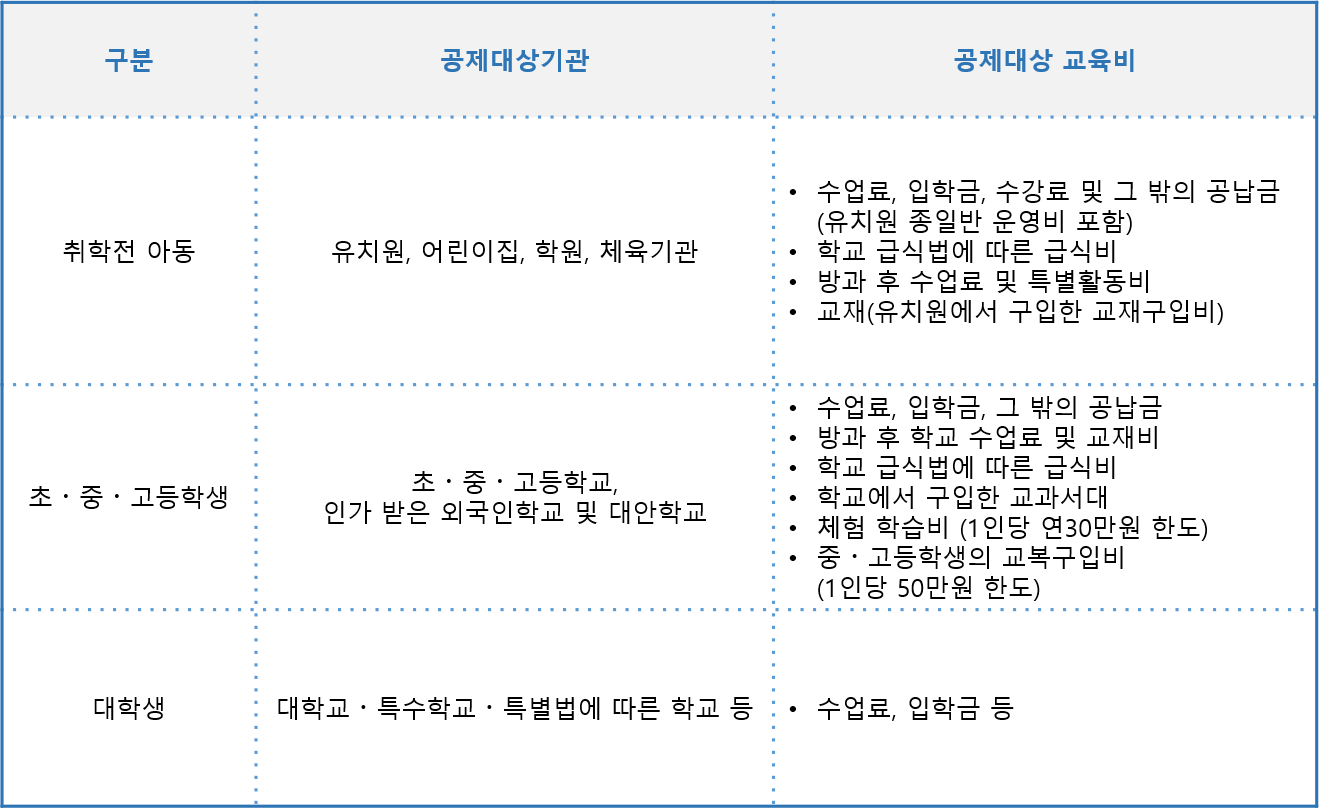 구분
공제대상기관
공제대상 교육비
취학전 아동
유치원, 어린이집, 학원, 체육기관
• 수업료, 입학금, 수강료 및 그 밖의 공납금
(유치원 종일반 운영비 포함)
• 학교 급식법에 따른 급식비
• 방과 후 수업료 및 특별활동비
• 교재(유치원에서 구입한 교재구입비)
초・중・고등학생
초・중・고등학교,
인가 받은 외국인학교 및 대안학교
• 수업료, 입학금, 그 밖의 공납금
• 방과 후 학교 수업료 및 교재비
• 학교 급식법에 따른 급식비
• 학교에서 구입한 교과서대
• 체험 학습비 (1인당 연30만원 한도)
• 중・고등학생의 교복구입비
(1인당 50만원 한도)
대학생
대학교・특수학교・특별법에 따른 학교 등
• 수업료, 입학금 등